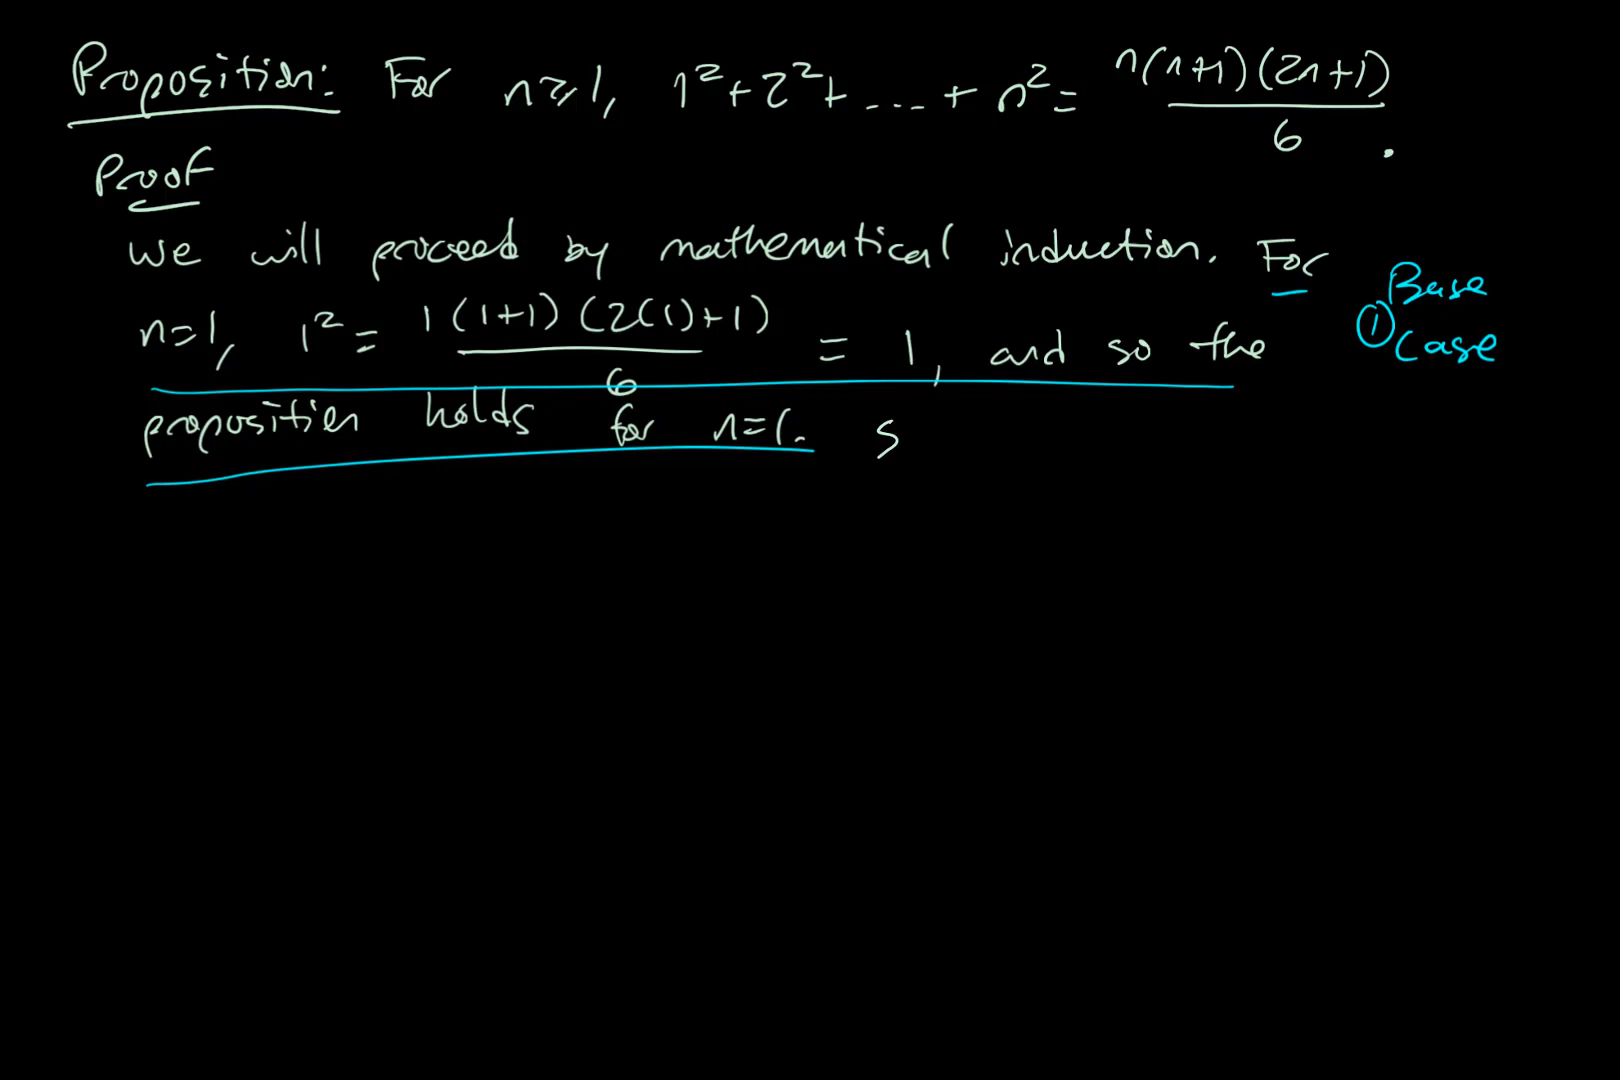 Proposition: For n≥1, 1²+2²+...+n²= n(n+1)(2n+1)/6.
Proof
We will proceed by mathematical induction. For
n=1, 1²= 1(1+1)(2(1)+1)/6 = 1, and so the
proposition holds for n=1. S
Base
① Case